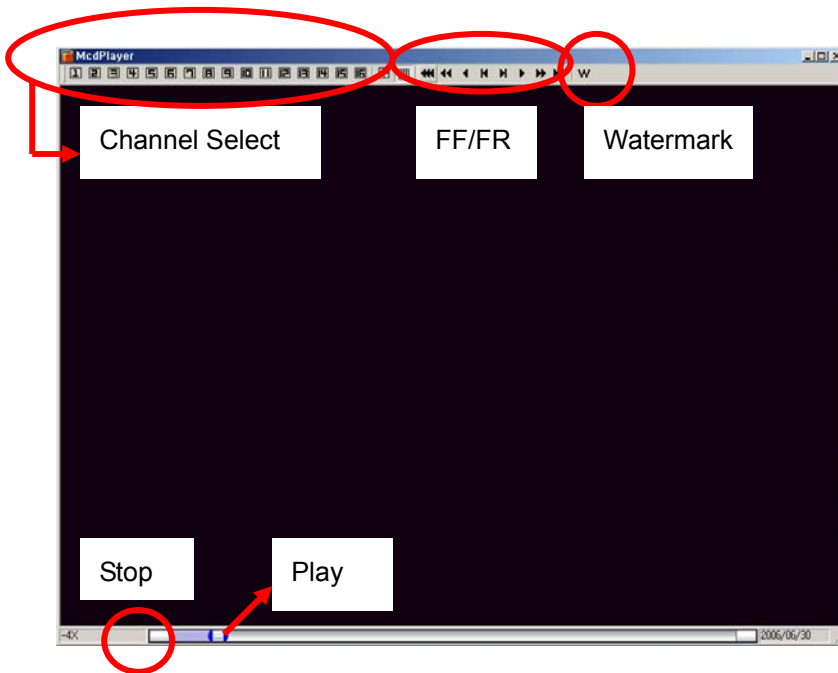 McdPlayer
1 2 3 4 5 6 7 8 9 10 11 12 13 14 15 16
W
Channel Select
FF/FR
Watermark
Stop
Play
-4X
2006/06/30